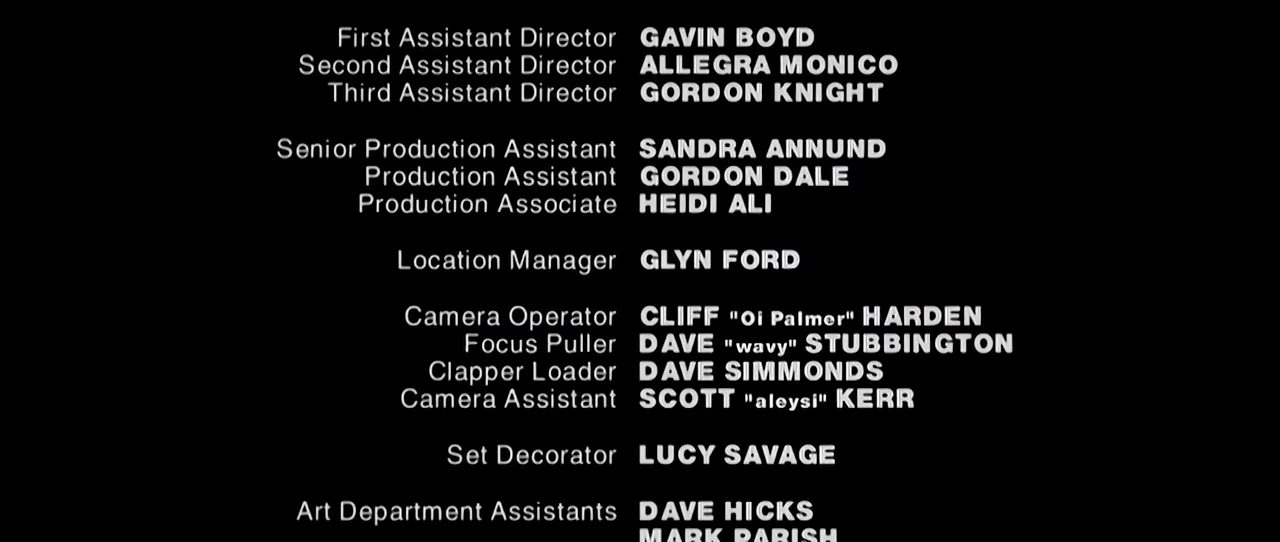 First Assistant Director GAVIN BOYD
Second Assistant Director ALLEGRA MONICO
Third Assistant Director GORDON KNIGHT
Senior Production Assistant SANDRA ANNUND
Production Assistant GORDON DALE
Production Associate HEIDI ALI
Location Manager GLYN FORD
Camera Operator CLIFF "Oi Palmer" HARDEN
Focus Puller DAVE "wavy" STUBBINGTON
Clapper Loader DAVE SIMMONDS
Camera Assistant SCOTT "aleysi" KERR
Set Decorator LUCY SAVAGE
Art Department Assistants DAVE HICKS
MARK PARISH